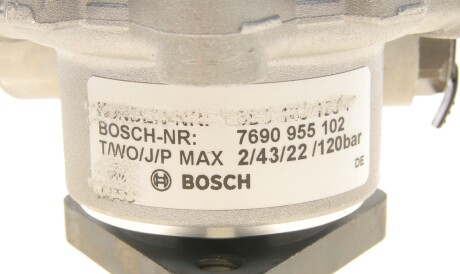 BOSCH-NR: 7690 955 102
T/WO/J/P MAX 2/43/22/120bar
BOSCH DE